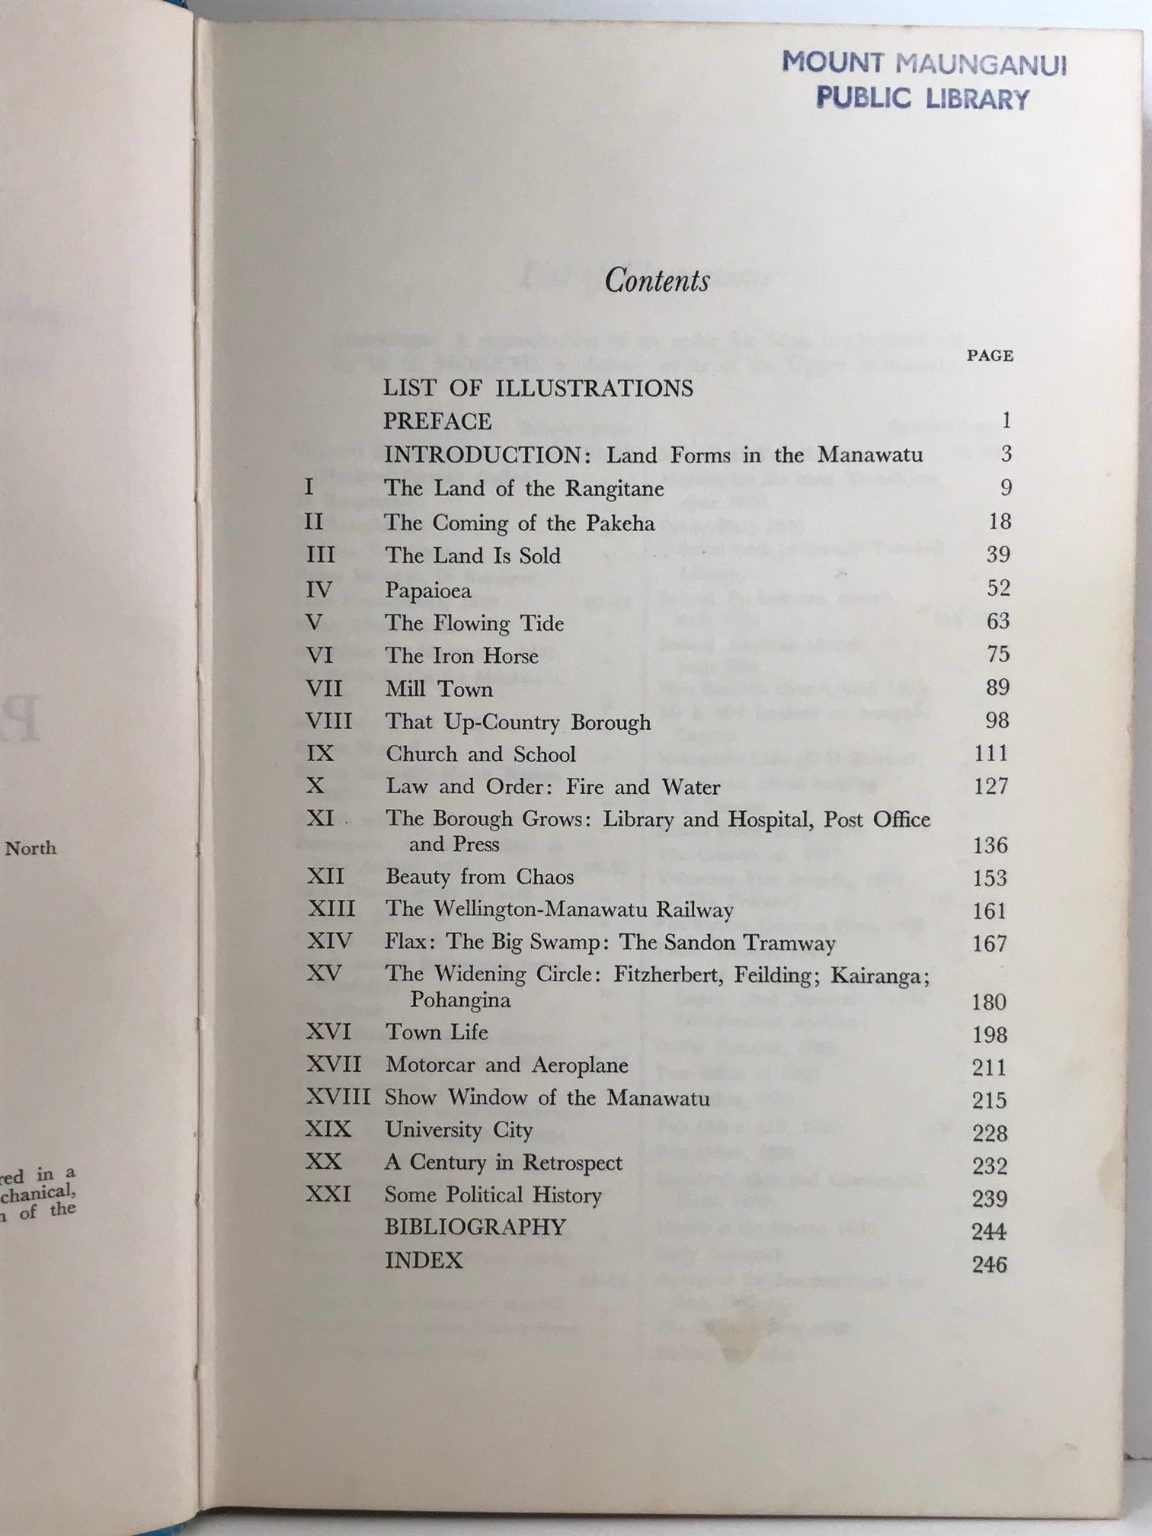 MOUNT MAUNGANUI
PUBLIC LIBRARY
Contents
PAGE
LIST OF ILLUSTRATIONS
PREFACE 1
INTRODUCTION: Land Forms in the Manawatu 3
I The Land of the Rangitane 9
II The Coming of the Pakeha 18
III The Land Is Sold 39
IV Papaioea 52
V The Flowing Tide 63
VI The Iron Horse 75
VII Mill Town 89
VIII That Up-Country Borough 98
IX Church and School 111
X Law and Order: Fire and Water 127
XI The Borough Grows: Library and Hospital, Post Office
and Press 136
XII Beauty from Chaos 153
XIII The Wellington-Manawatu Railway 161
XIV Flax: The Big Swamp: The Sandon Tramway 167
XV The Widening Circle: Fitzherbert, Feilding; Kairanga;
Pohangina 180
XVI Town Life 198
XVII Motorcar and Aeroplane 211
XVIII Show Window of the Manawatu 215
XIX University City 228
XX A Century in Retrospect 232
XXI Some Political History 239
BIBLIOGRAPHY 244
INDEX 246
North
red in a
chanical,
of the